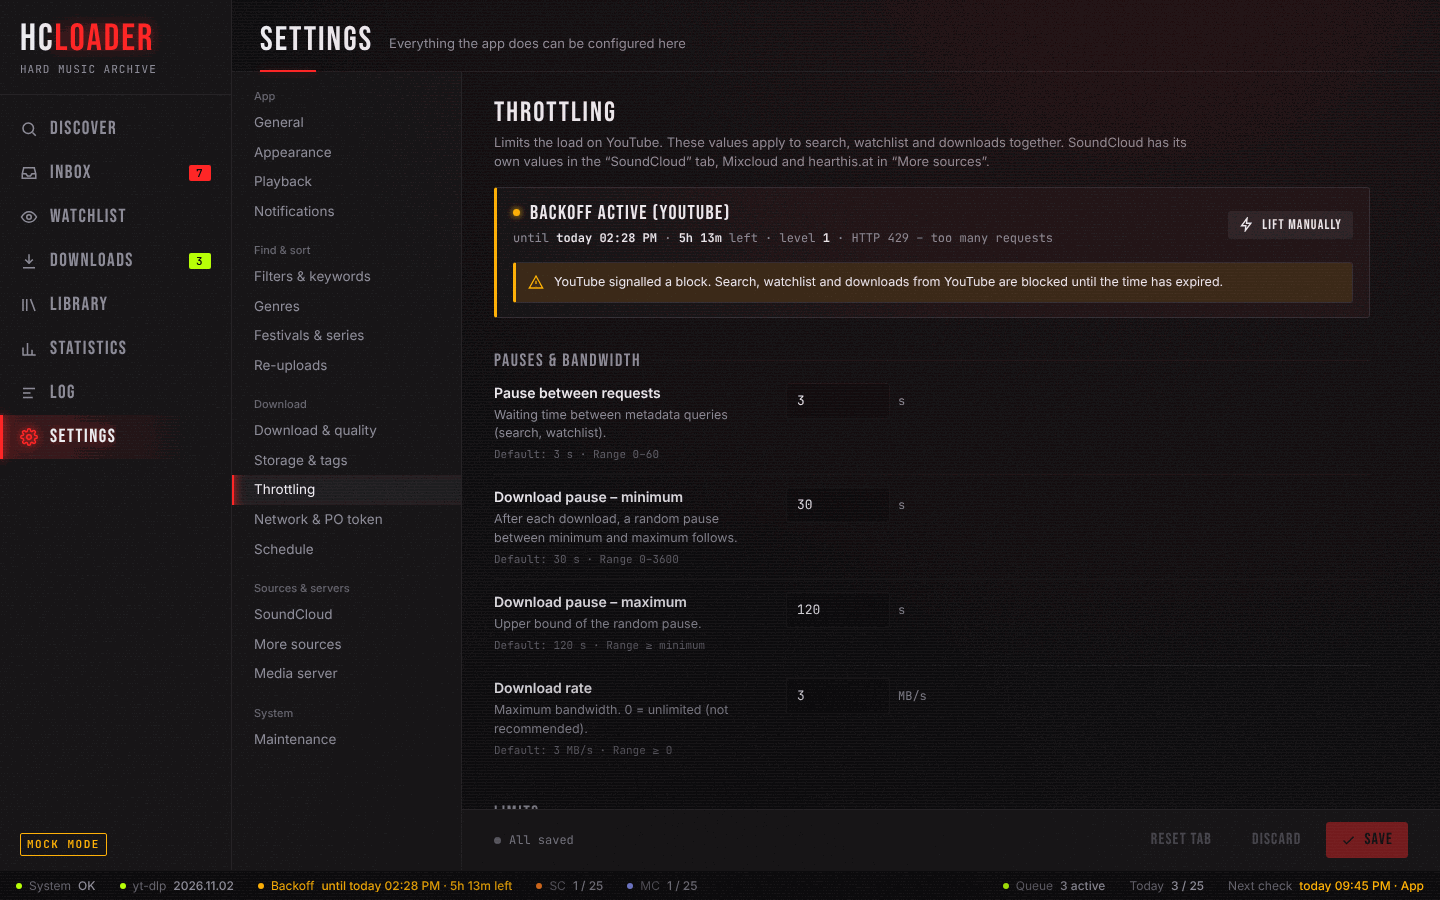 HCLOADER
HARD MUSIC ARCHIVE
DISCOVER
INBOX 7
WATCHLIST
DOWNLOADS 3
LIBRARY
STATISTICS
LOG
SETTINGS
MOCK MODE
SETTINGS Everything the app does can be configured here
App
General
Appearance
Playback
Notifications
Find & sort
Filters & keywords
Genres
Festivals & series
Re-uploads
Download
Download & quality
Storage & tags
Throttling
Network & PO token
Schedule
Sources & servers
SoundCloud
More sources
Media server
System
Maintenance
THROTTLING
Limits the load on YouTube. These values apply to search, watchlist and downloads together. SoundCloud has its
own values in the “SoundCloud” tab, Mixcloud and hearthis.at in “More sources”.
BACKOFF ACTIVE (YOUTUBE)
until today 02:28 PM · 5h 13m left · level 1 · HTTP 429 – too many requests
LIFT MANUALLY
YouTube signalled a block. Search, watchlist and downloads from YouTube are blocked until the time has expired.
PAUSES & BANDWIDTH
Pause between requests
Waiting time between metadata queries
(search, watchlist).
Default: 3 s · Range 0–60
3 s
Download pause – minimum
After each download, a random pause
between minimum and maximum follows.
Default: 30 s · Range 0–3600
30 s
Download pause – maximum
Upper bound of the random pause.
Default: 120 s · Range ≥ minimum
120 s
Download rate
Maximum bandwidth. 0 = unlimited (not
recommended).
Default: 3 MB/s · Range ≥ 0
3 MB/s
LIMITS
All saved
RESET TAB DISCARD SAVE
System OK yt-dlp 2026.11.02 Backoff until today 02:28 PM · 5h 13m left SC 1 / 25 MC 1 / 25 Queue 3 active Today 3 / 25 Next check today 09:45 PM · App